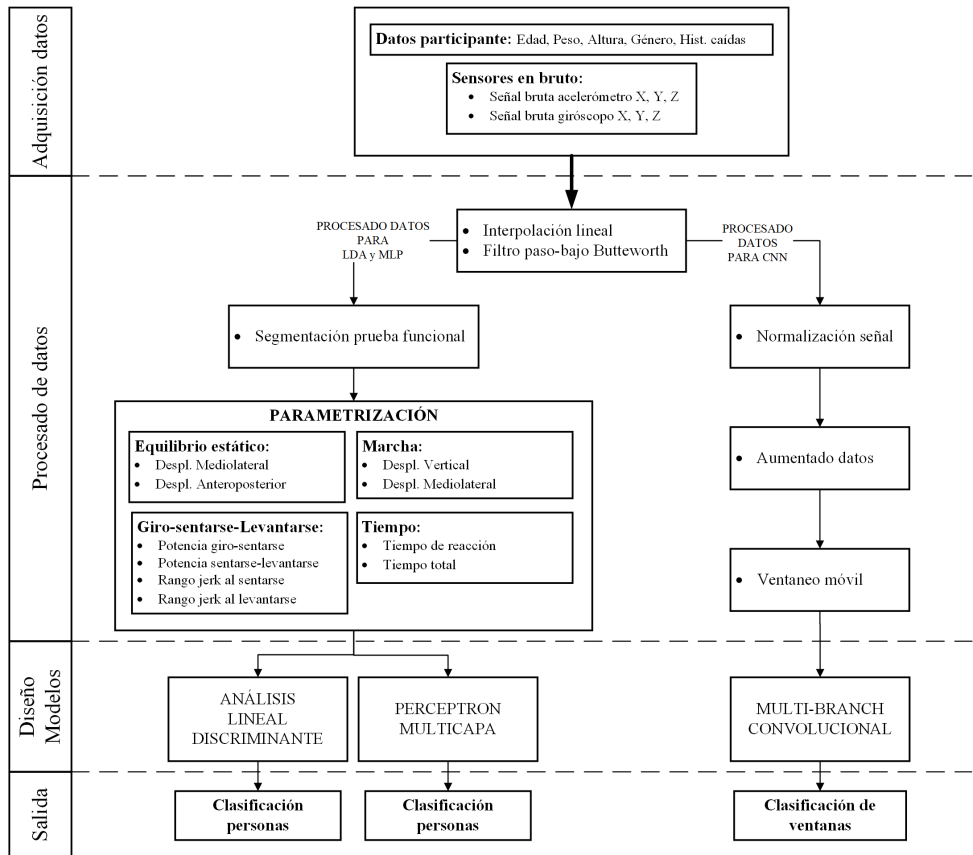 Adquisición datos
Datos participante: Edad, Peso, Altura, Género, Hist. caídas
Sensores en bruto:
• Señal bruta acelerómetro X, Y, Z
• Señal bruta giróscopo X, Y, Z
Procesado de datos
PROCESADO DATOS
PARA
LDA y MLP
• Interpolación lineal
• Filtro paso-bajo Butteworth
PROCESADO
DATOS
PARA CNN
• Segmentación prueba funcional
• Normalización señal
PARAMETRIZACIÓN
Equilibrio estático:
• Despl. Mediolateral
• Despl. Anteroposterior
Marcha:
• Despl. Vertical
• Despl. Mediolateral
Giro-sentarse-Levantarse:
• Potencia giro-sentarse
• Potencia sentarse-levantarse
• Rango jerk al sentarse
• Rango jerk al levantarse
Tiempo:
• Tiempo de reacción
• Tiempo total
• Aumentado datos
• Ventaneo móvil
Diseño
Modelos
ANÁLISIS
LINEAL
DISCRIMINANTE
PERCEPTRON
MULTICAPA
MULTI-BRANCH
CONVOLUCIONAL
Salida
Clasificación
personas
Clasificación
personas
Clasificación de
ventanas